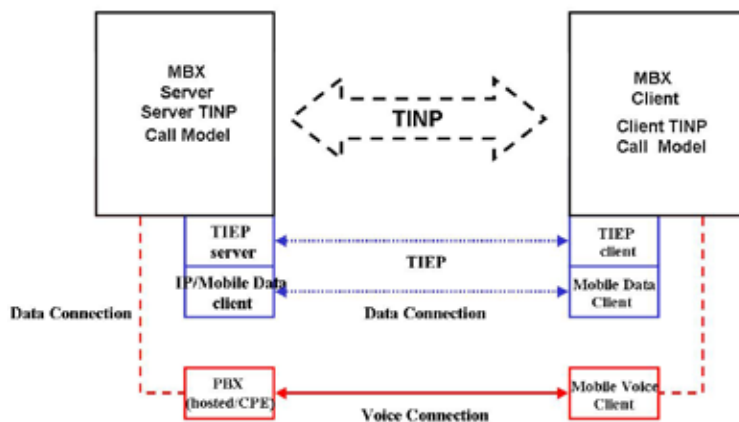 MBX
Server
Server TINP
Call Model
TINP
MBX
Client
Client TINP
Call Model
TIEP
server
TIEP
TIEP
client
IP/Mobile Data
client
Data Connection
Data Connection
Mobile Data
Client
PBX
(hosted/CPE)
Voice Connection
Mobile Voice
Client